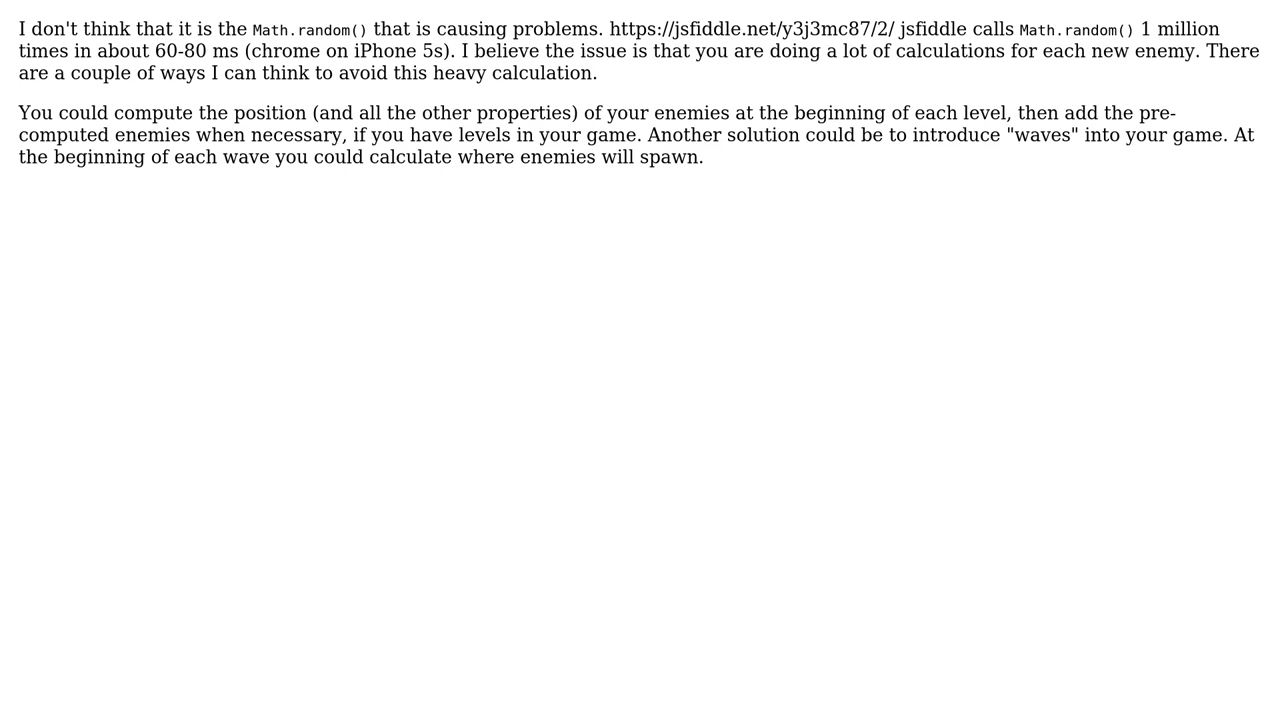 I don't think that it is the Math.random() that is causing problems. https://jsfiddle.net/y3j3mc87/2/ jsfiddle calls Math.random() 1 million
times in about 60-80 ms (chrome on iPhone 5s). I believe the issue is that you are doing a lot of calculations for each new enemy. There
are a couple of ways I can think to avoid this heavy calculation.
You could compute the position (and all the other properties) of your enemies at the beginning of each level, then add the pre-
computed enemies when necessary, if you have levels in your game. Another solution could be to introduce "waves" into your game. At
the beginning of each wave you could calculate where enemies will spawn.